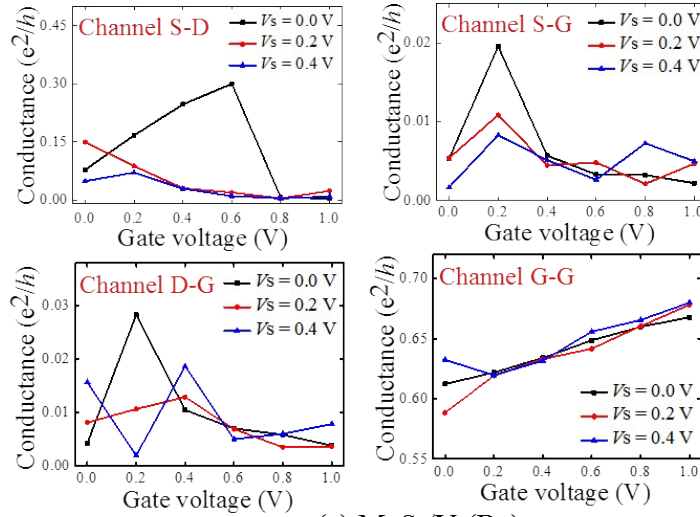 Channel S-D
Vs = 0.0 V
Vs = 0.2 V
Vs = 0.4 V
Conductance (e²/h)
0.45
0.30
0.15
0.00
0.0 0.2 0.4 0.6 0.8 1.0
Gate voltage (V)
Channel S-G
Vs = 0.0 V
Vs = 0.2 V
Vs = 0.4 V
Conductance (e²/h)
0.02
0.01
0.00
0.0 0.2 0.4 0.6 0.8 1.0
Gate voltage (V)
Channel D-G
Vs = 0.0 V
Vs = 0.2 V
Vs = 0.4 V
Conductance (e²/h)
0.03
0.02
0.01
0.00
0.0 0.2 0.4 0.6 0.8 1.0
Gate voltage (V)
Channel G-G
Vs = 0.0 V
Vs = 0.2 V
Vs = 0.4 V
Conductance (e²/h)
0.70
0.65
0.60
0.55
0.0 0.2 0.4 0.6 0.8 1.0
Gate voltage (V)